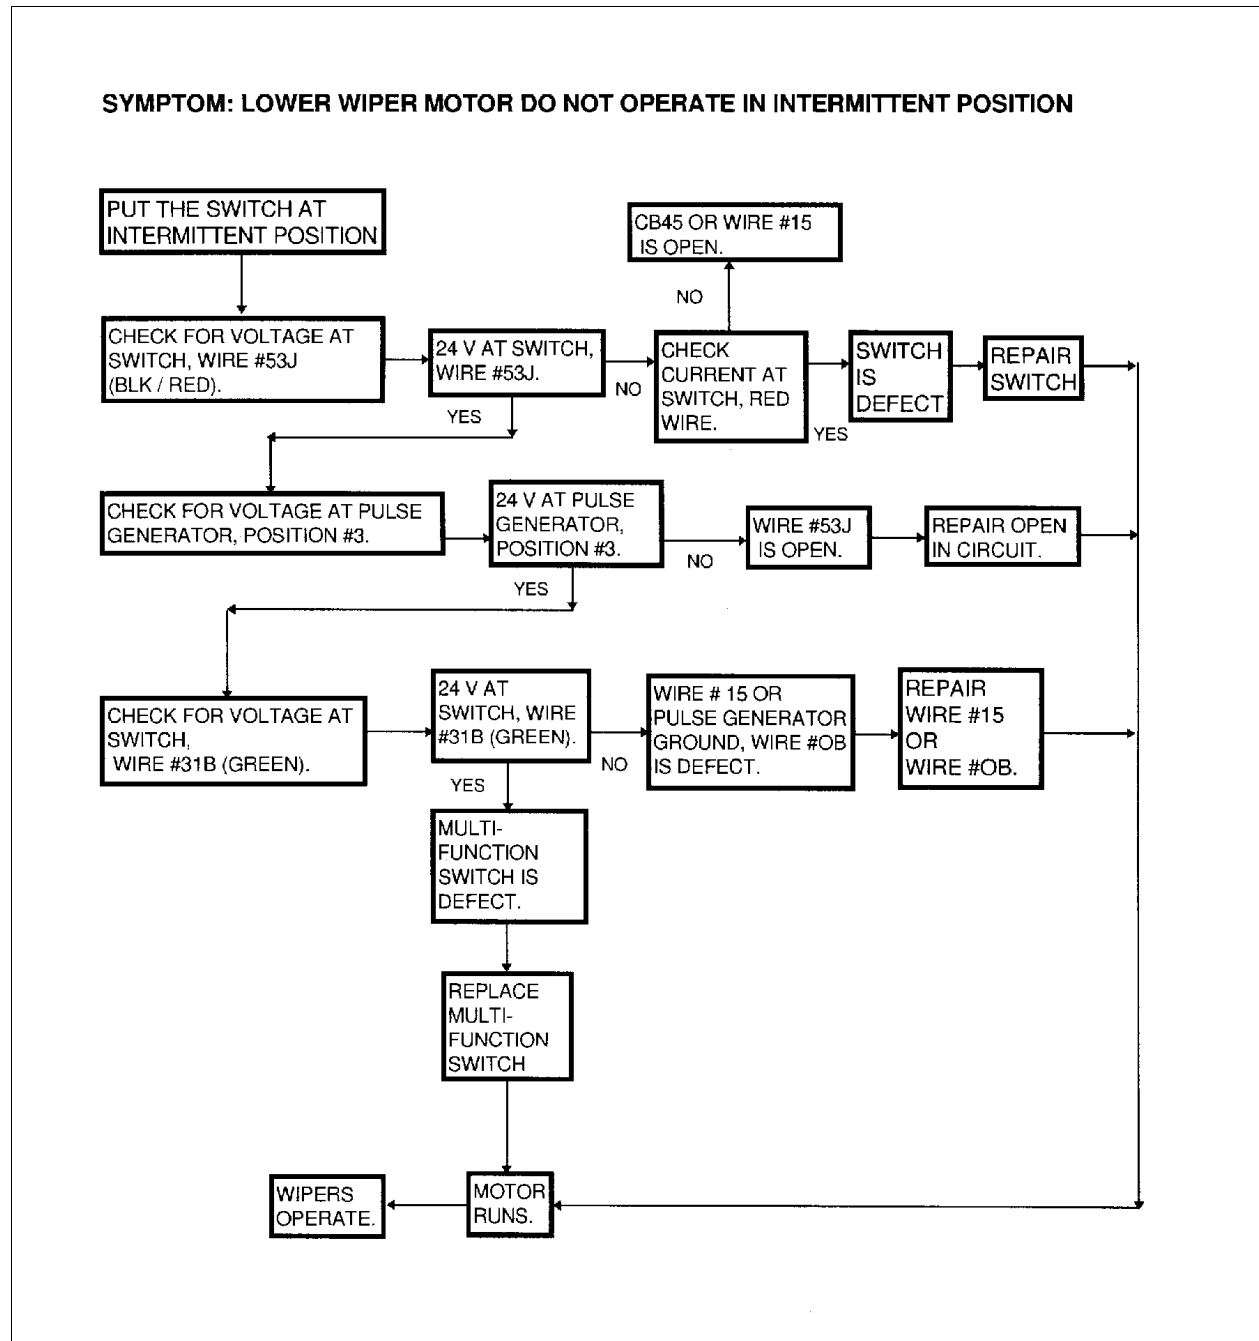 SYMPTOM: LOWER WIPER MOTOR DO NOT OPERATE IN INTERMITTENT POSITION
PUT THE SWITCH AT
INTERMITTENT POSITION
CB45 OR WIRE #15
IS OPEN.
NO
CHECK FOR VOLTAGE AT
SWITCH, WIRE #53J
(BLK / RED).
24 V AT SWITCH,
WIRE #53J.
NO
CHECK
CURRENT AT
SWITCH, RED
WIRE.
YES
SWITCH
IS
DEFECT
REPAIR
SWITCH
YES
CHECK FOR VOLTAGE AT PULSE
GENERATOR, POSITION #3.
24 V AT PULSE
GENERATOR,
POSITION #3.
NO
WIRE #53J
IS OPEN.
REPAIR OPEN
IN CIRCUIT.
YES
CHECK FOR VOLTAGE AT
SWITCH,
WIRE #31B (GREEN).
24 V AT
SWITCH, WIRE
#31B (GREEN).
NO
WIRE # 15 OR
PULSE GENERATOR
GROUND, WIRE #OB
IS DEFECT.
REPAIR
WIRE #15
OR
WIRE #OB.
YES
MULTI-
FUNCTION
SWITCH IS
DEFECT.
REPLACE
MULTI-
FUNCTION
SWITCH
WIPERS
OPERATE.
MOTOR
RUNS.